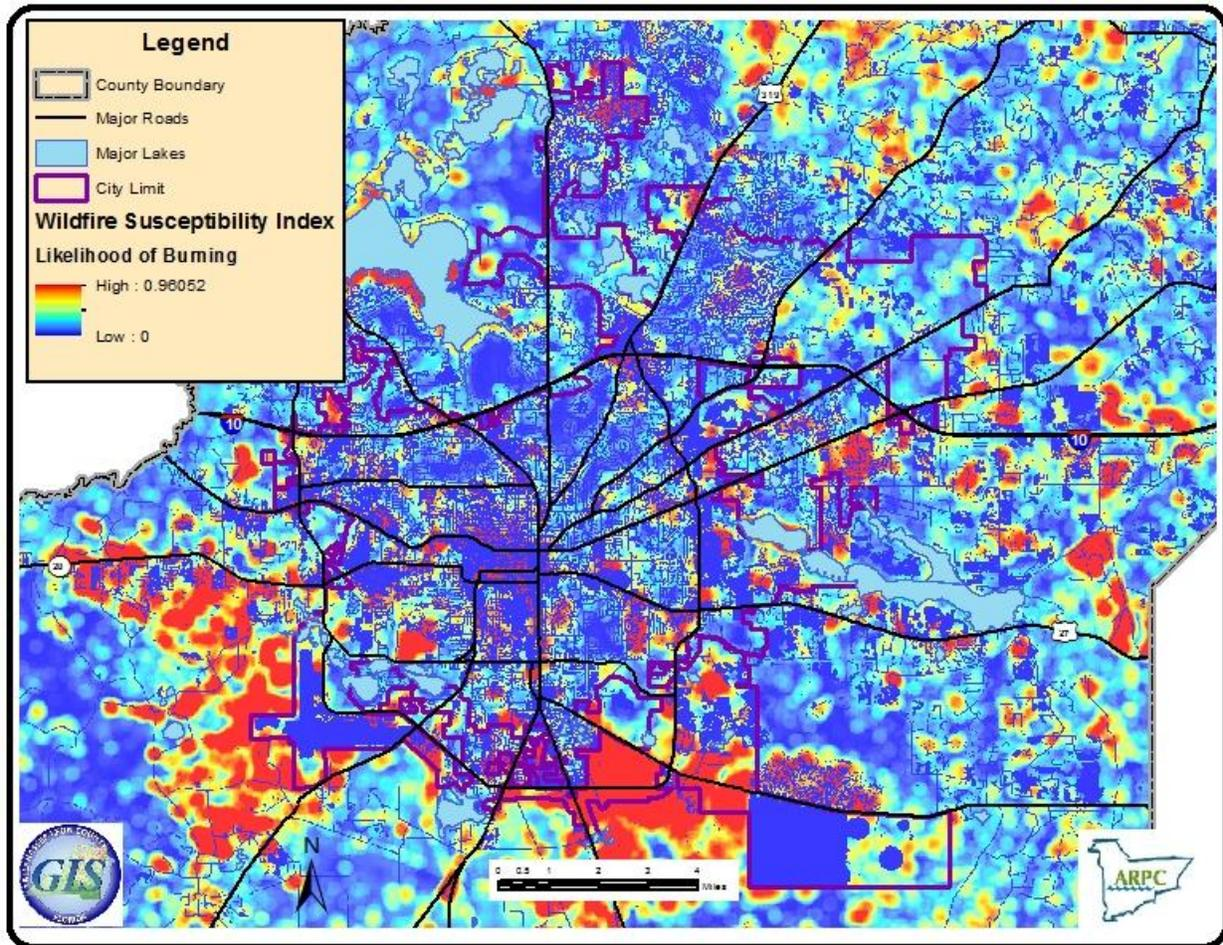 Legend
County Boundary
Major Roads
Major Lakes
City Limit
Wildfire Susceptibility Index
Likelihood of Burning
High : 0.96052
Low : 0
319
10
10
20
27
N
0 0.5 1 2 3 4
Miles
GIS
FLORIDA
ARPC